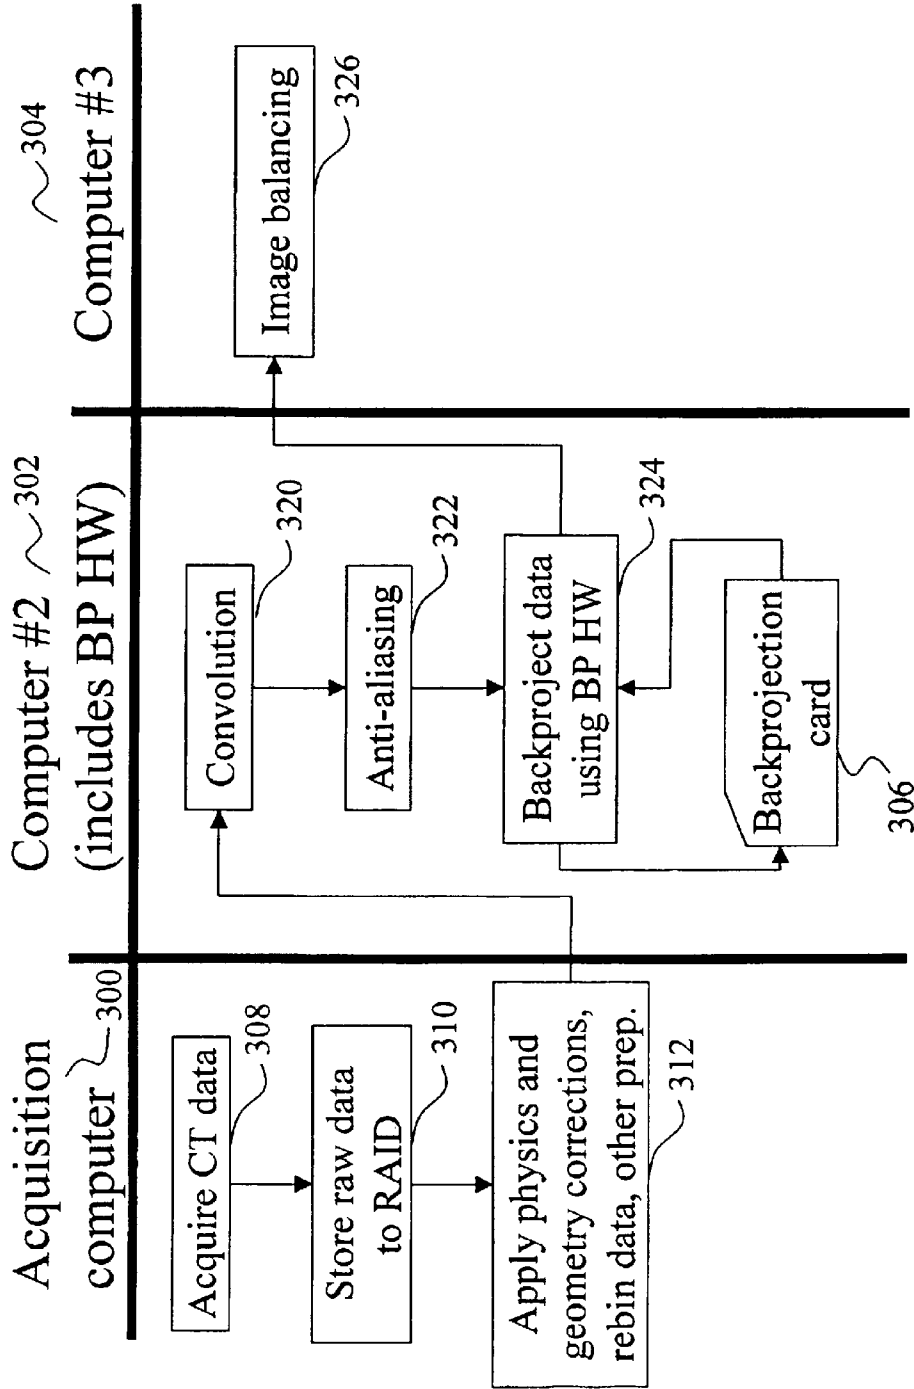 Acquisition
computer
300
Computer #2
302
(includes BP HW)
Computer #3
304
Acquire CT data
308
Store raw data
to RAID
310
Apply physics and
geometry corrections,
rebin data, other prep.
312
Convolution
320
Anti-aliasing
322
Backproject data
using BP HW
324
Backprojection
card
306
Image balancing
326